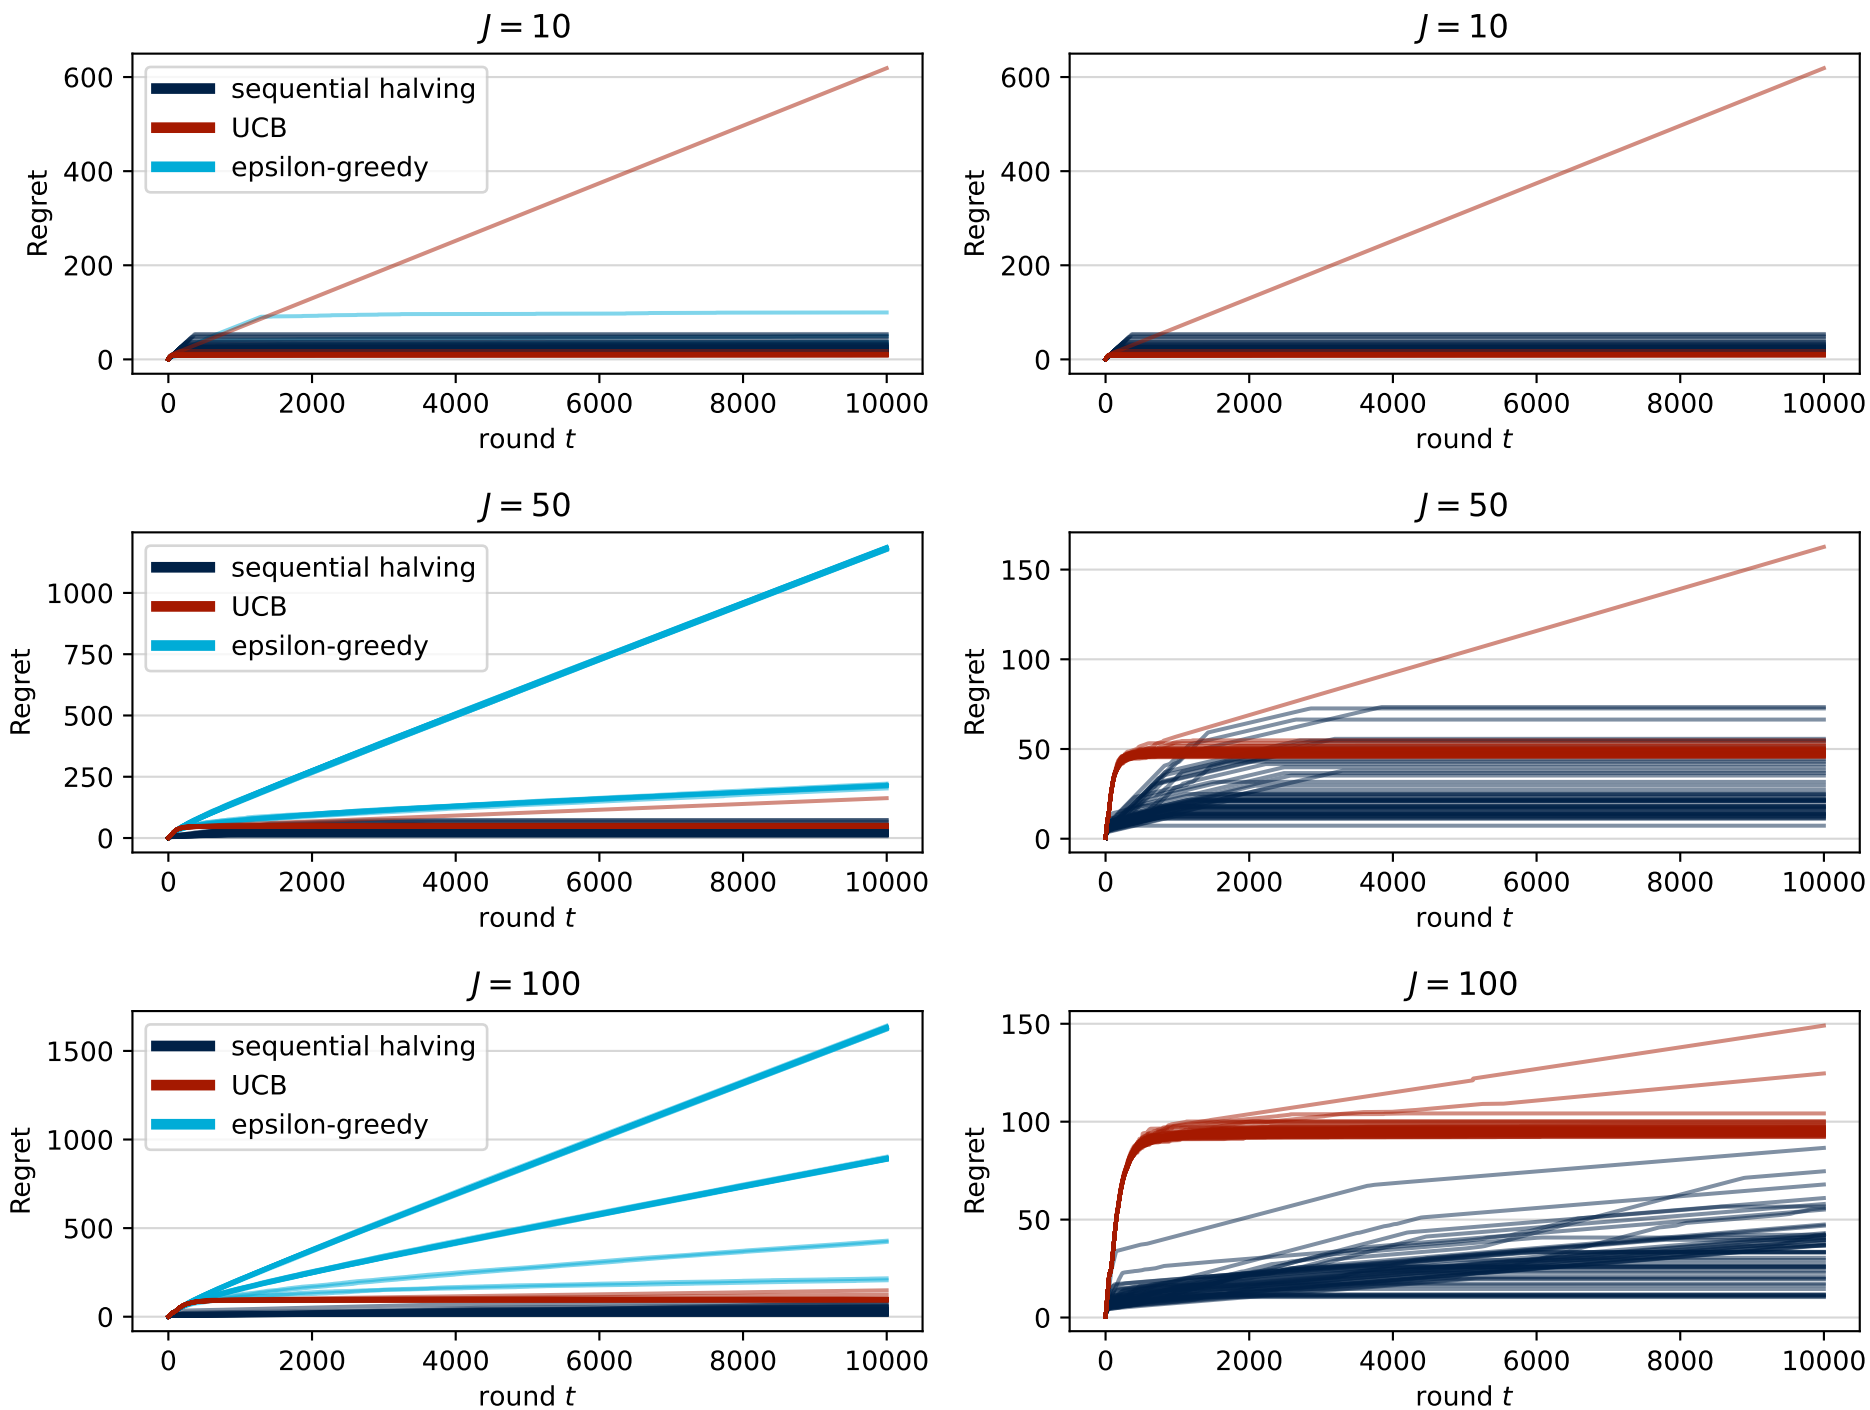 J = 10
600
400
200
0
Regret
sequential halving
UCB
epsilon-greedy
0 2000 4000 6000 8000 10000
round t
J = 10
600
400
200
0
Regret
0 2000 4000 6000 8000 10000
round t
J = 50
1000
750
500
250
0
Regret
sequential halving
UCB
epsilon-greedy
0 2000 4000 6000 8000 10000
round t
J = 50
150
100
50
0
Regret
0 2000 4000 6000 8000 10000
round t
J = 100
1500
1000
500
0
Regret
sequential halving
UCB
epsilon-greedy
0 2000 4000 6000 8000 10000
round t
J = 100
150
100
50
0
Regret
0 2000 4000 6000 8000 10000
round t